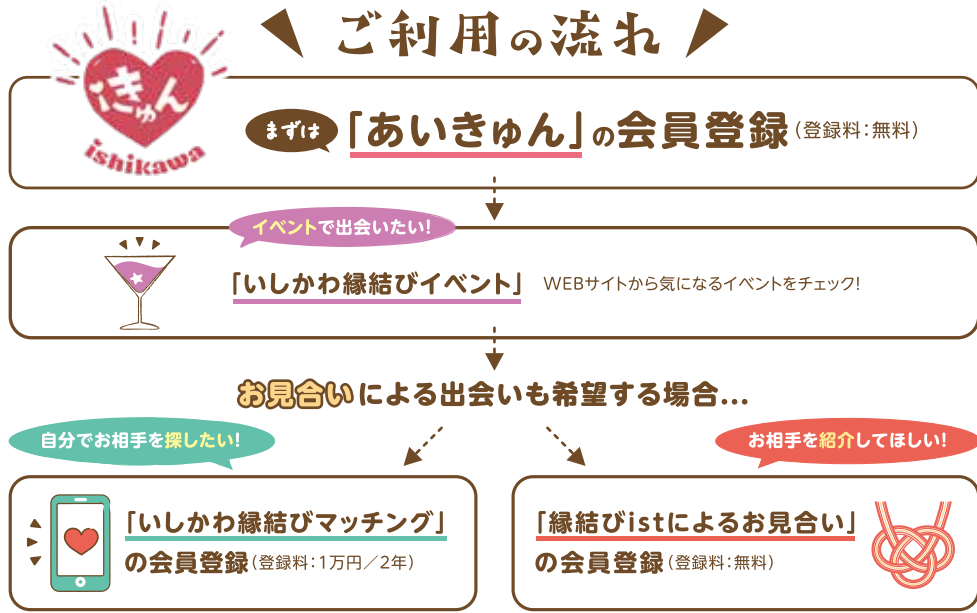 ご利用の流れ
あいきゅん
ishikawa
まずは
「あいきゅん」の会員登録(登録料:無料)
イベントで出会いたい!
「いしかわ縁結びイベント」 WEBサイトから気になるイベントをチェック!
お見合いによる出会いも希望する場合...
自分でお相手を探したい!
「いしかわ縁結びマッチング」
の会員登録(登録料:1万円/2年)
お相手を紹介してほしい!
「縁結びistによるお見合い」
の会員登録(登録料:無料)